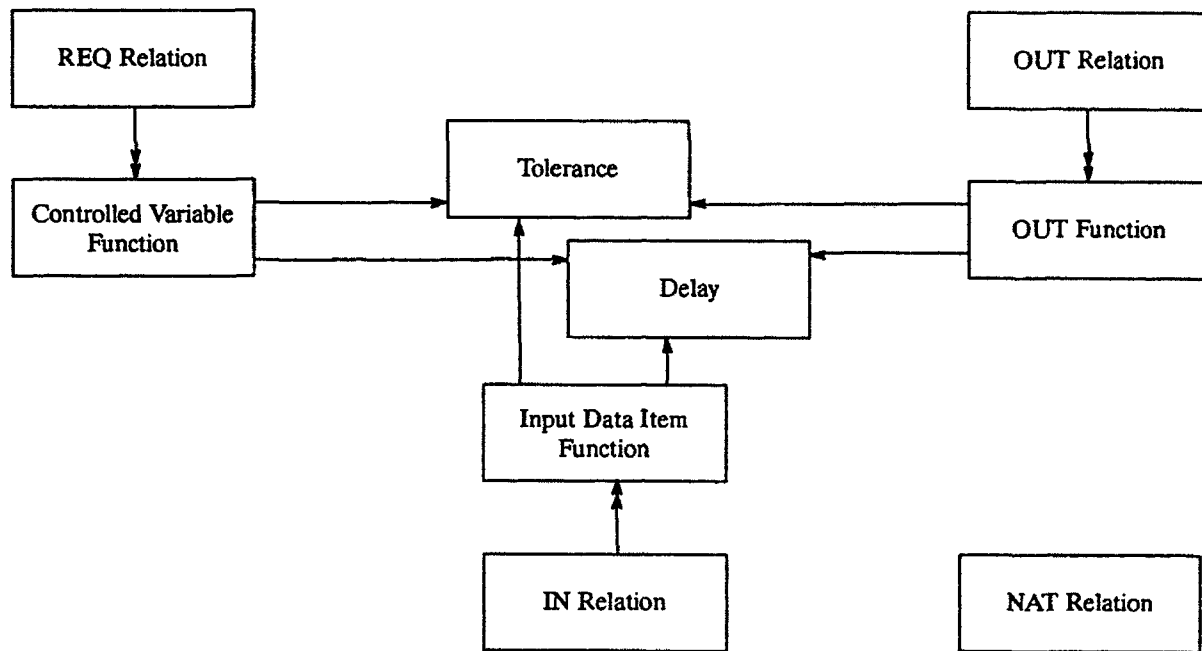 REQ Relation
OUT Relation
Tolerance
Controlled Variable
Function
OUT Function
Delay
Input Data Item
Function
IN Relation
NAT Relation